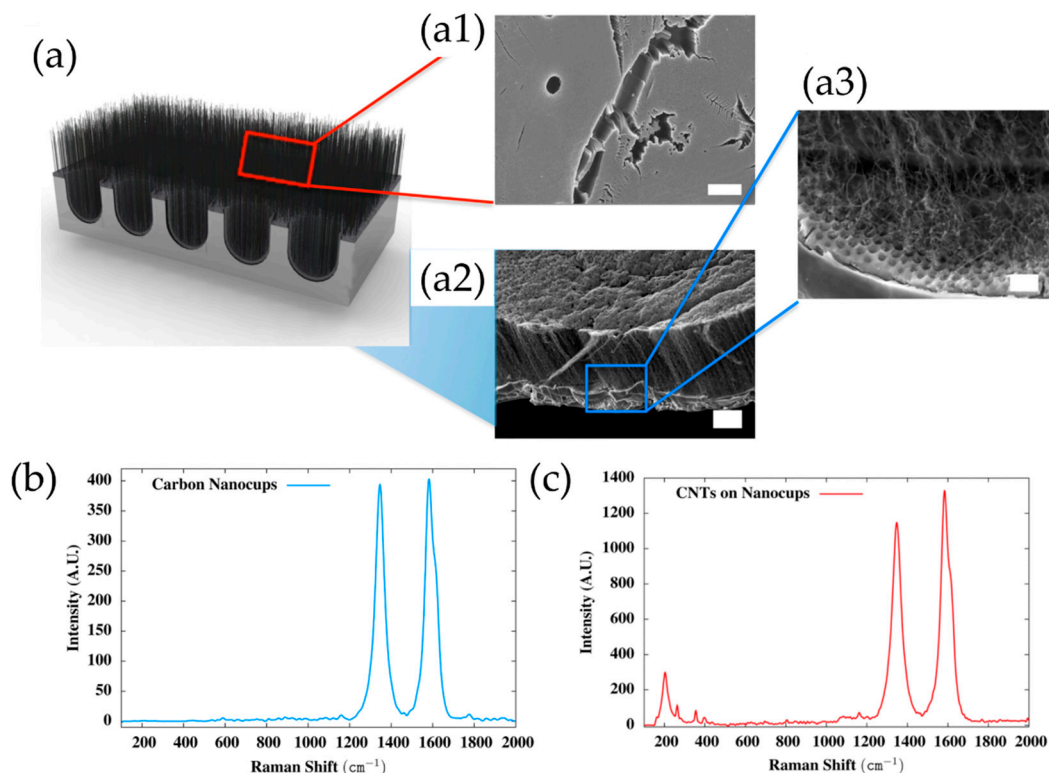 (a)
(a1)
(a2)
(a3)
(b)
Carbon Nanocups
Intensity (A.U.)
400
350
300
250
200
150
100
50
0
200 400 600 800 1000 1200 1400 1600 1800 2000
Raman Shift (cm⁻¹)
(c)
CNTs on Nanocups
Intensity (A.U.)
1400
1200
1000
800
600
400
200
0
200 400 600 800 1000 1200 1400 1600 1800 2000
Raman Shift (cm⁻¹)